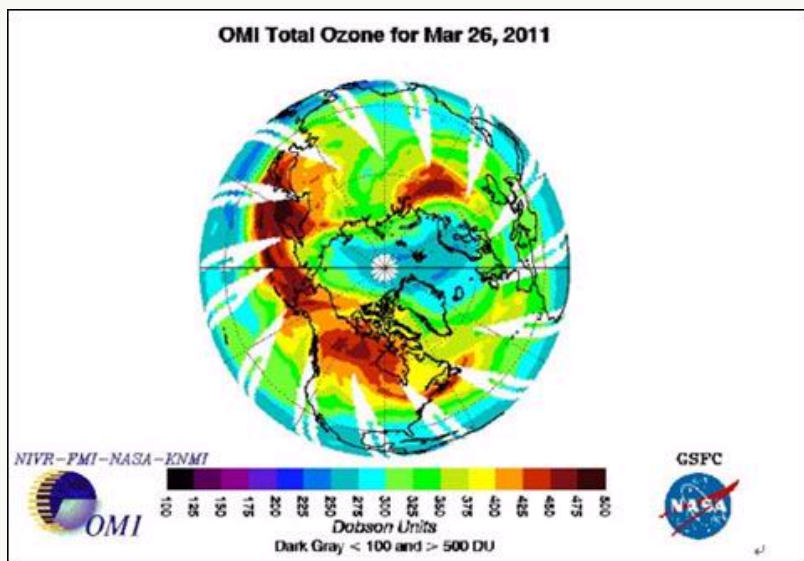 OMI Total Ozone for Mar 26, 2011
NIVR-FMI-NASA-KNMI
GSFC
OMI
NASA
100 125 150 175 200 225 250 275 300 325 350 375 400 425 450 475 500
Dobson Units
Dark Gray < 100 and > 500 DU